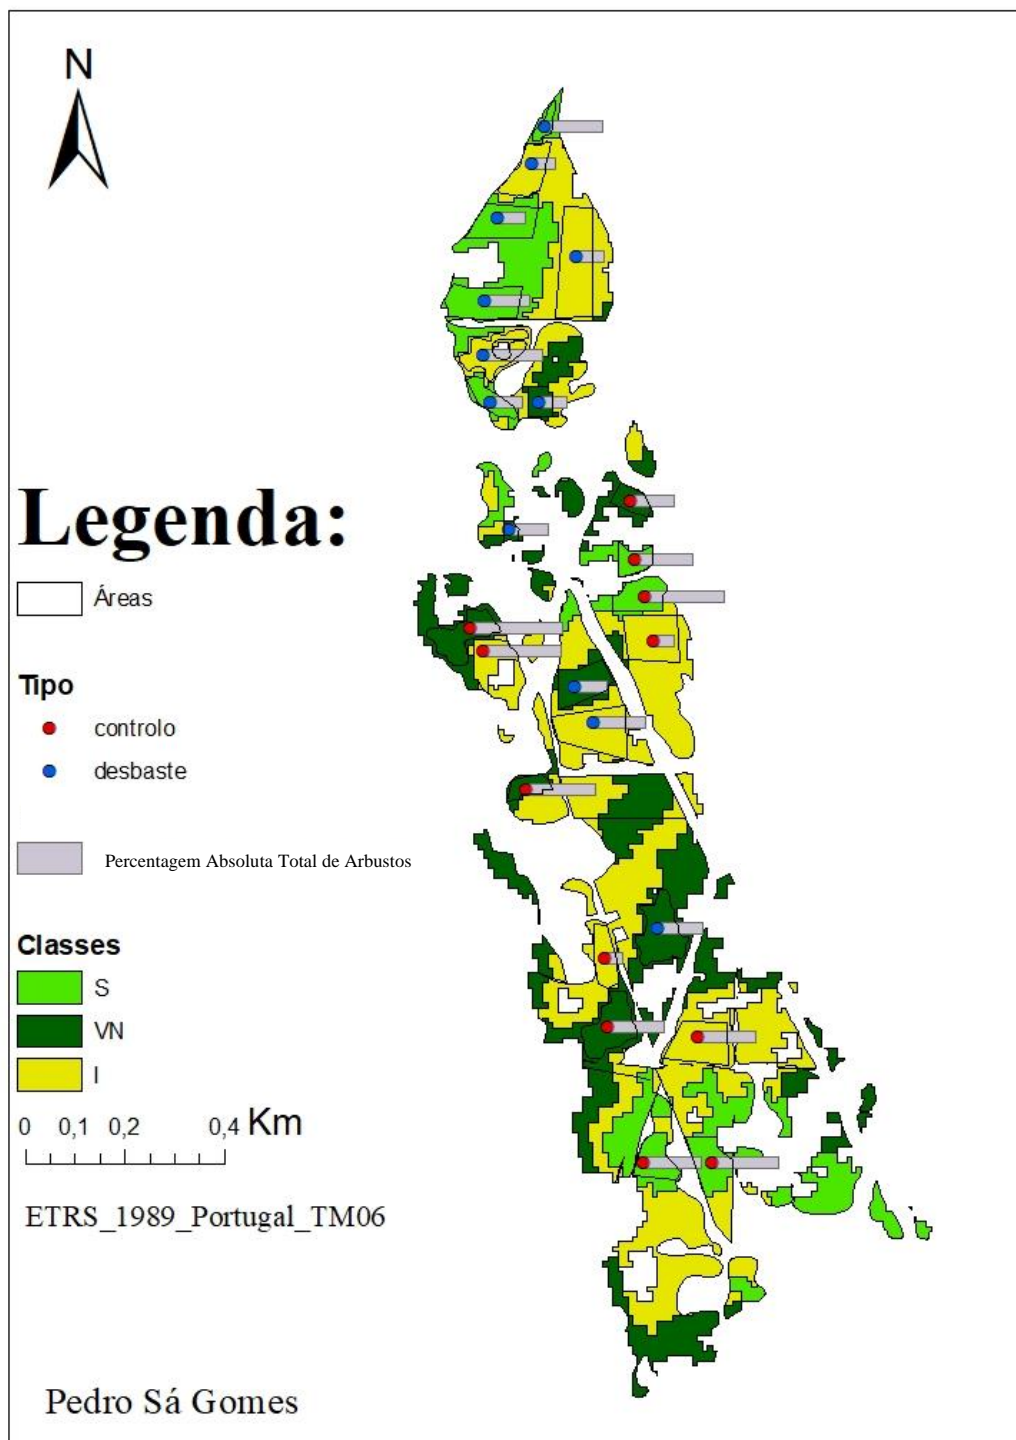 N
Legenda:
Áreas
Tipo
controlo
desbaste
Percentagem Absoluta Total de Arbustos
Classes
S
VN
I
0 0,1 0,2 0,4 Km
ETRS_1989_Portugal_TM06
Pedro Sá Gomes